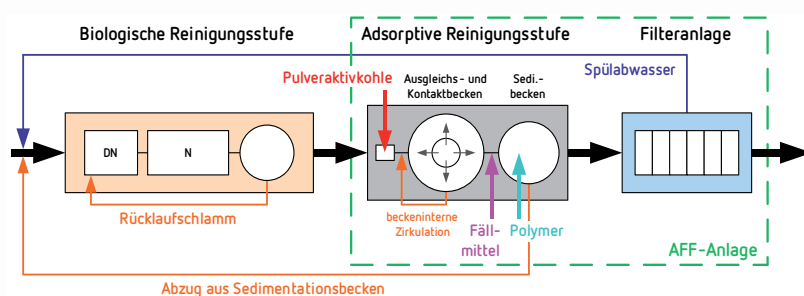 Biologische Reinigungsstufe
Adsorptive Reinigungsstufe
Filteranlage
Pulveraktivkohle
Ausgleichs- und
Kontaktbecken
Sedi.-
becken
Spülabwasser
DN
N
Rücklaufschlamm
beckeninterne
Zirkulation
Fäll-
mittel
Polymer
AFF-Anlage
Abzug aus Sedimentationsbecken